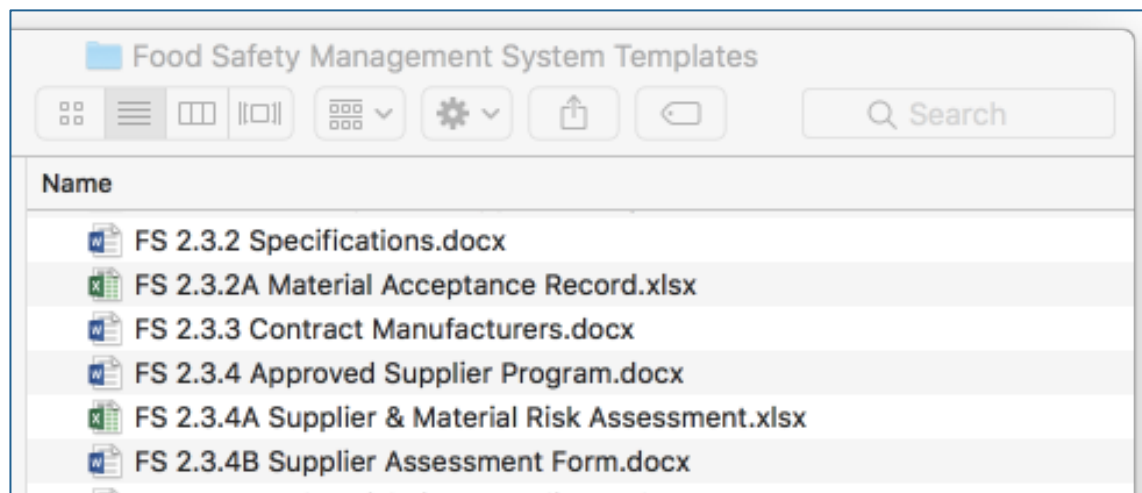 Food Safety Management System Templates
Search
Name
FS 2.3.2 Specifications.docx
FS 2.3.2A Material Acceptance Record.xlsx
FS 2.3.3 Contract Manufacturers.docx
FS 2.3.4 Approved Supplier Program.docx
FS 2.3.4A Supplier & Material Risk Assessment.xlsx
FS 2.3.4B Supplier Assessment Form.docx